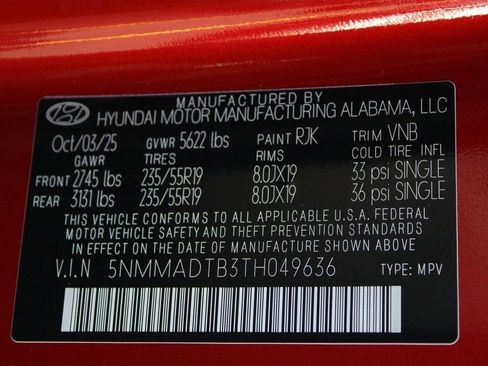 MANUFACTURED BY
HYUNDAI MOTOR MANUFACTURING ALABAMA, LLC
Oct/03/25 GVWR 5622 lbs PAINT RJK TRIM VNB
GAWR TIRES RIMS COLD TIRE INFL
FRONT 2745 lbs 235/55R19 8.0JX19 33 psi SINGLE
REAR 3131 lbs 235/55R19 8.0JX19 36 psi SINGLE
THIS VEHICLE CONFORMS TO ALL APPLICABLE U.S.A. FEDERAL
MOTOR VEHICLE SAFETY AND THEFT PREVENTION STANDARDS
IN EFFECT ON THE DATE OF MANUFACTURE SHOWN ABOVE.
V.I.N 5NMMADTB3TH049636 TYPE: MPV